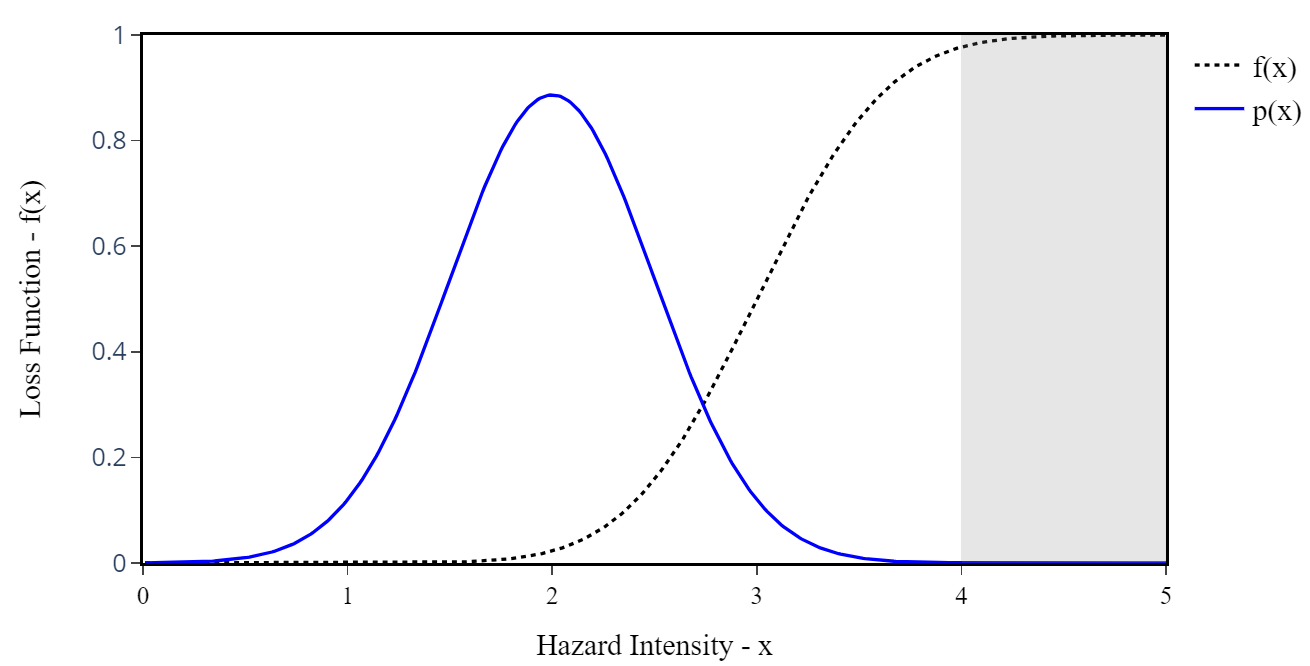 1
0.8
0.6
0.4
0.2
0
Loss Function - f(x)
0 1 2 3 4 5
Hazard Intensity - x
f(x)
p(x)